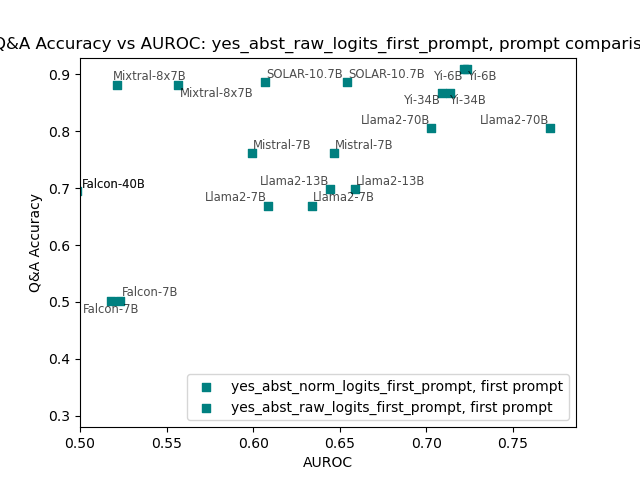 Q&A Accuracy vs AUROC: yes_abst_raw_logits_first_prompt, prompt comparis
0.9
0.8
0.7
0.6
0.5
0.4
0.3
Q&A Accuracy
Mixtral-8x7B
Mixtral-8x7B
SOLAR-10.7B
SOLAR-10.7B
Yi-6B
Yi-6B
Yi-34B
Yi-34B
Llama2-70B
Llama2-70B
Mistral-7B
Mistral-7B
Falcon-40B
Llama2-13B
Llama2-13B
Llama2-7B
Llama2-7B
Falcon-7B
Falcon-7B
yes_abst_norm_logits_first_prompt, first prompt
yes_abst_raw_logits_first_prompt, first prompt
0.50
0.55
0.60
0.65
0.70
0.75
AUROC